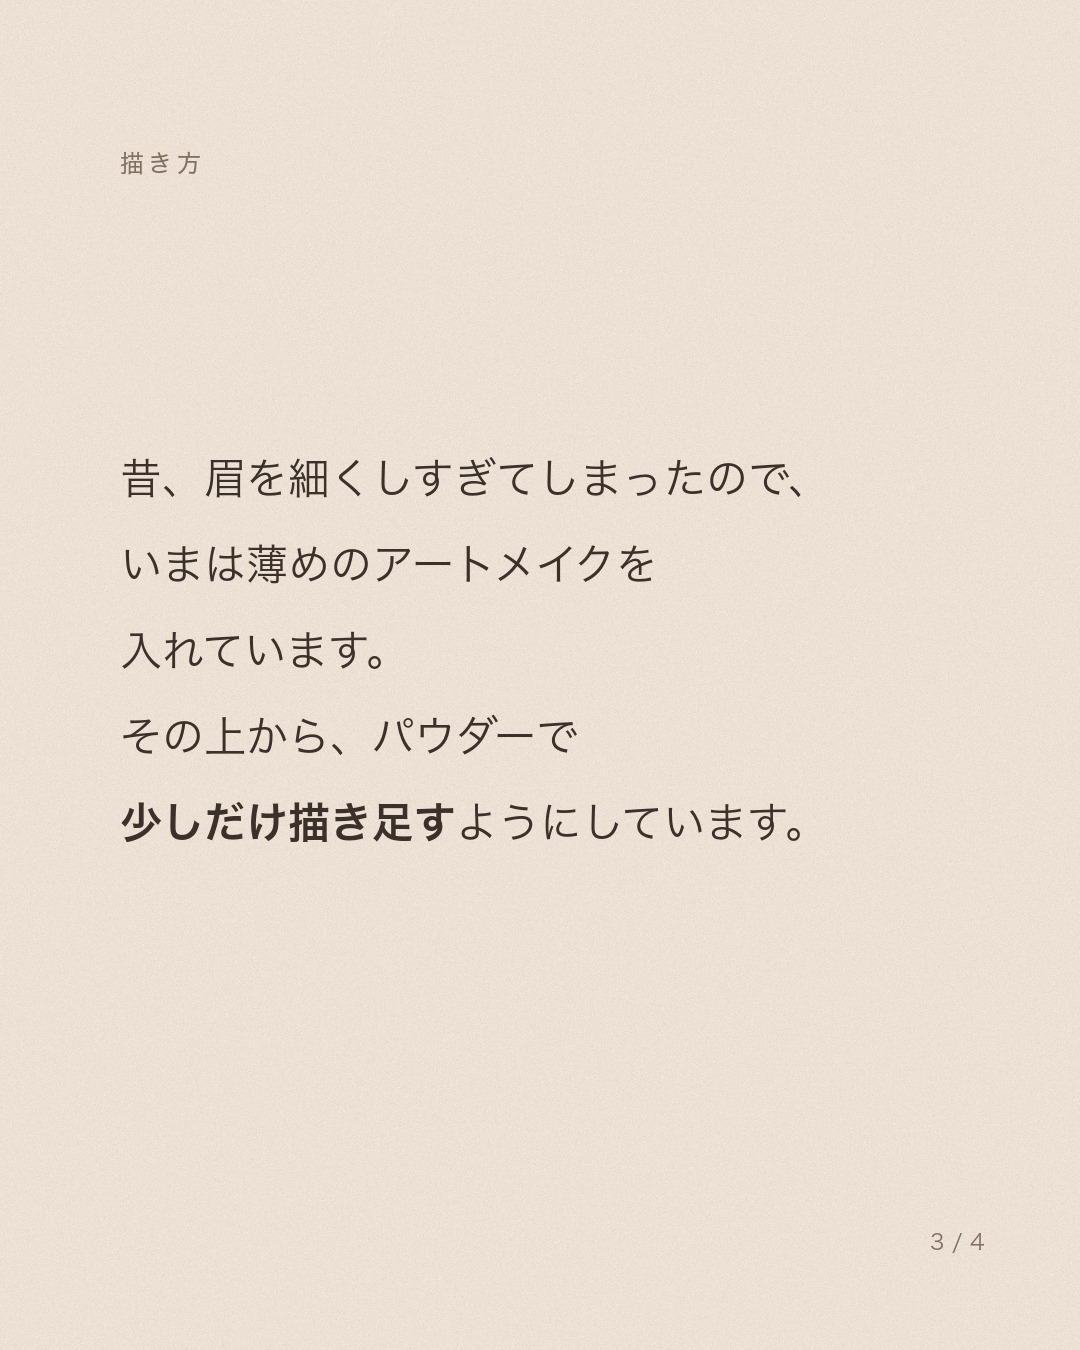 描き方
昔、眉を細くしすぎてしまったので、
いまは薄めのアートメイクを
入れています。
その上から、パウダーで
少しだけ描き足すようにしています。
3 / 4